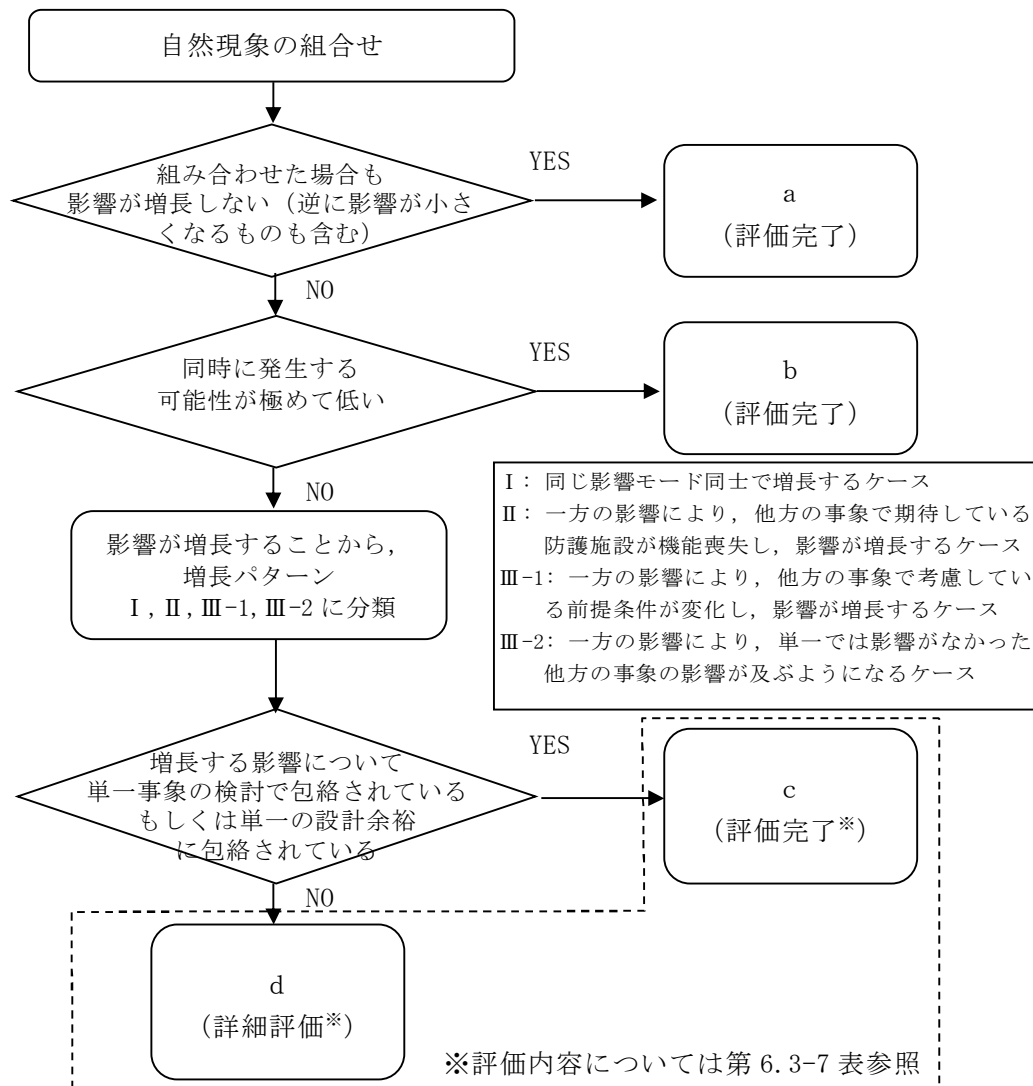 自然現象の組合せ
組み合わせた場合も
影響が増長しない（逆に影響が小さ
くなるものも含む）
YES
a
（評価完了）
NO
同時に発生する
可能性が極めて低い
YES
b
（評価完了）
NO
影響が増長することから，
増長パターン
Ⅰ，Ⅱ，Ⅲ-1，Ⅲ-2 に分類
Ⅰ： 同じ影響モード同士で増長するケース
Ⅱ： 一方の影響により，他方の事象で期待している
防護施設が機能喪失し，影響が増長するケース
Ⅲ-1： 一方の影響により，他方の事象で考慮してい
る前提条件が変化し，影響が増長するケース
Ⅲ-2： 一方の影響により，単一では影響がなかった
他方の事象の影響が及ぶようになるケース
増長する影響について
単一事象の検討で包絡されている
もしくは単一の設計余裕
に包絡されている
YES
c
（評価完了※）
NO
d
（詳細評価※）
※評価内容については第 6.3-7 表参照